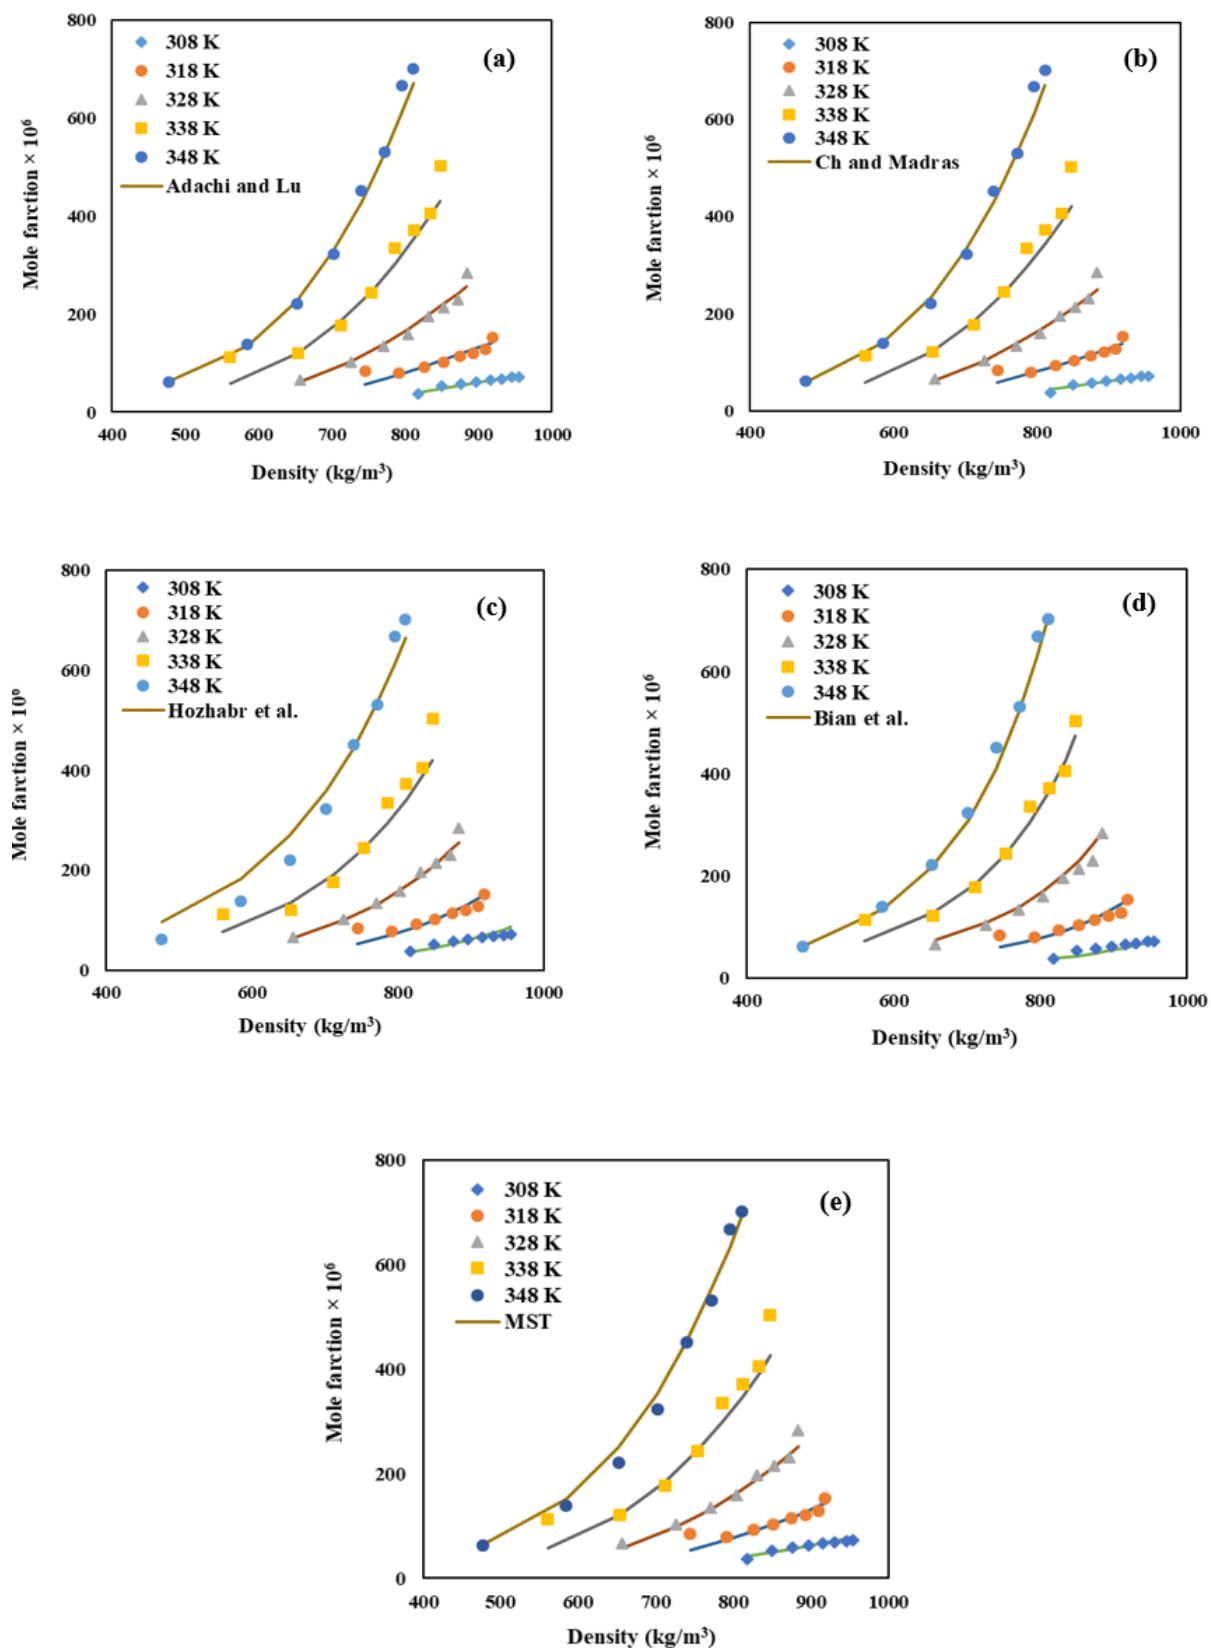 800
600
400
200
0
400 500 600 700 800 900 1000
Mole farction × 10⁶
Density (kg/m³)
308 K
318 K
328 K
338 K
348 K
Adachi and Lu
(a)
800
600
400
200
0
400 600 800 1000
Mole farction × 10⁶
Density (kg/m³)
308 K
318 K
328 K
338 K
348 K
Ch and Madras
(b)
800
600
400
200
0
400 600 800 1000
Mole farction × 10⁶
Density (kg/m³)
308 K
318 K
328 K
338 K
348 K
Hozhabr et al.
(c)
800
600
400
200
0
400 600 800 1000
Mole farction × 10⁶
Density (kg/m³)
308 K
318 K
328 K
338 K
348 K
Bian et al.
(d)
800
600
400
200
0
400 500 600 700 800 900 1000
Mole farction × 10⁶
Density (kg/m³)
308 K
318 K
328 K
338 K
348 K
MST
(e)